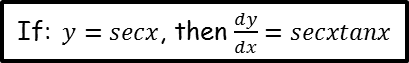 If: y = secx, then dy/dx = secxtanx